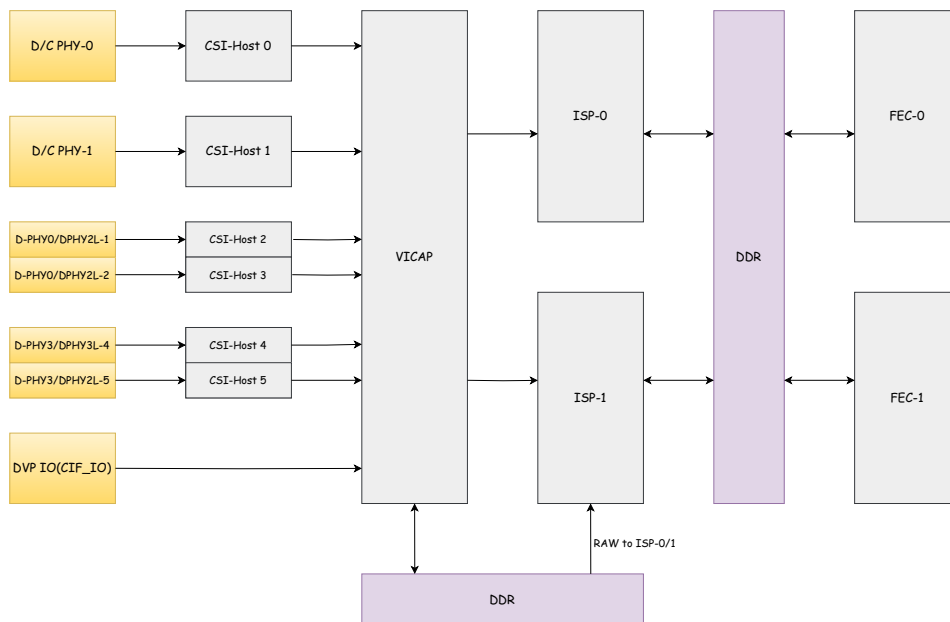 D/C PHY-0
CSI-Host 0
D/C PHY-1
CSI-Host 1
D-PHY0/DPHY2L-1
CSI-Host 2
D-PHY0/DPHY2L-2
CSI-Host 3
D-PHY3/DPHY3L-4
CSI-Host 4
D-PHY3/DPHY2L-5
CSI-Host 5
DVP IO(CIF_IO)
VICAP
ISP-0
ISP-1
DDR
FEC-0
FEC-1
RAW to ISP-0/1
DDR